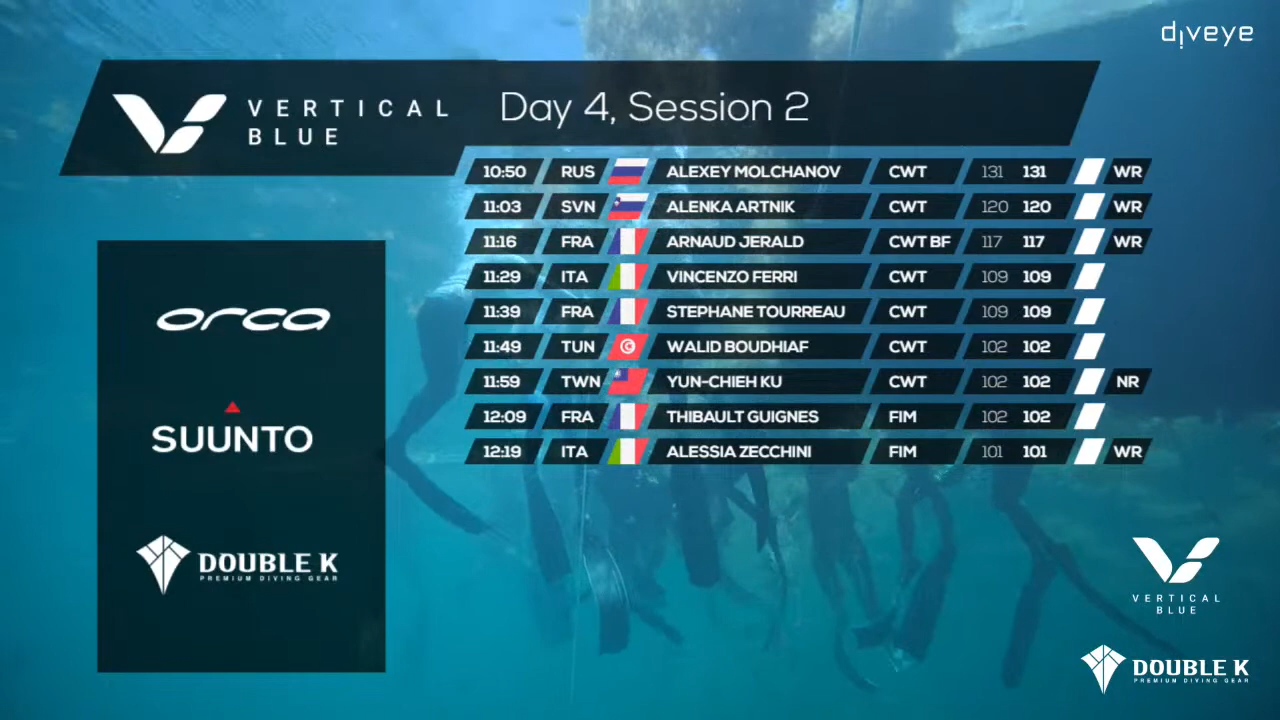 diveye
VERTICAL
BLUE
Day 4, Session 2
10:50 RUS ALEXEY MOLCHANOV CWT 131 131 WR
11:03 SVN ALENKA ARTNIK CWT 120 120 WR
11:16 FRA ARNAUD JERALD CWT BF 117 117 WR
11:29 ITA VINCENZO FERRI CWT 109 109
11:39 FRA STEPHANE TOURREAU CWT 109 109
11:49 TUN WALID BOUDHIAF CWT 102 102
11:59 TWN YUN-CHIEH KU CWT 102 102 NR
12:09 FRA THIBAULT GUIGNES FIM 102 102
12:19 ITA ALESSIA ZECCHINI FIM 101 101 WR
orca
SUUNTO
DOUBLE K
PREMIUM DIVING GEAR
VERTICAL
BLUE
DOUBLE K
PREMIUM DIVING GEAR